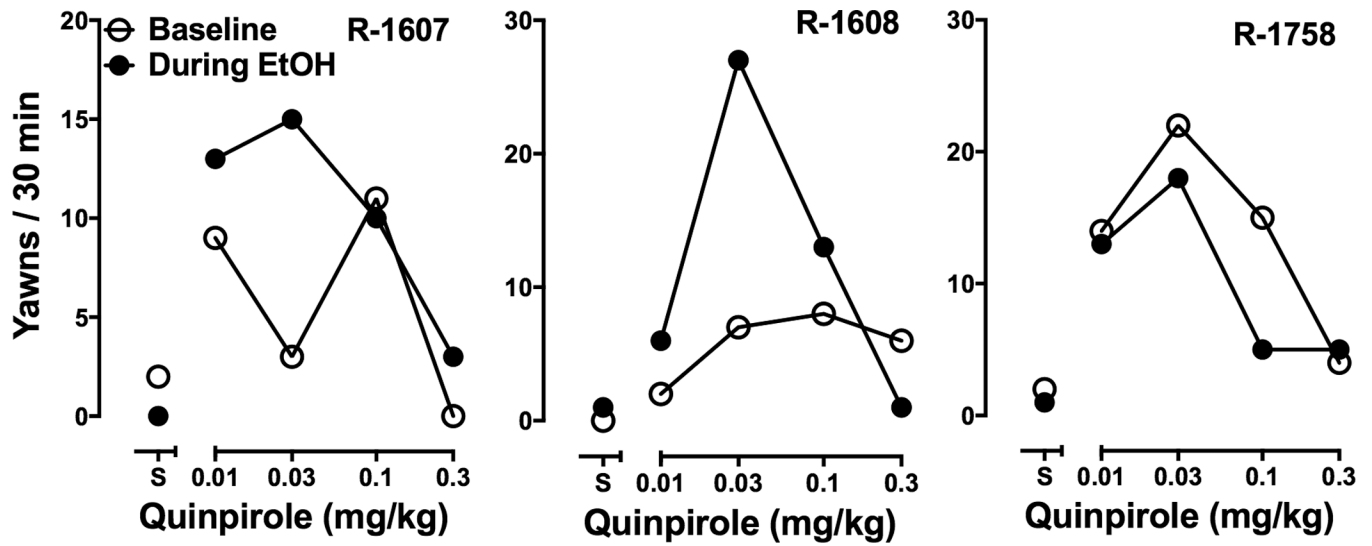 Yawns / 30 min
Baseline
During EtOH
R-1607
20
15
10
5
0
S 0.01 0.03 0.1 0.3
Quinpirole (mg/kg)
R-1608
30
20
10
0
S 0.01 0.03 0.1 0.3
Quinpirole (mg/kg)
R-1758
30
20
10
0
S 0.01 0.03 0.1 0.3
Quinpirole (mg/kg)